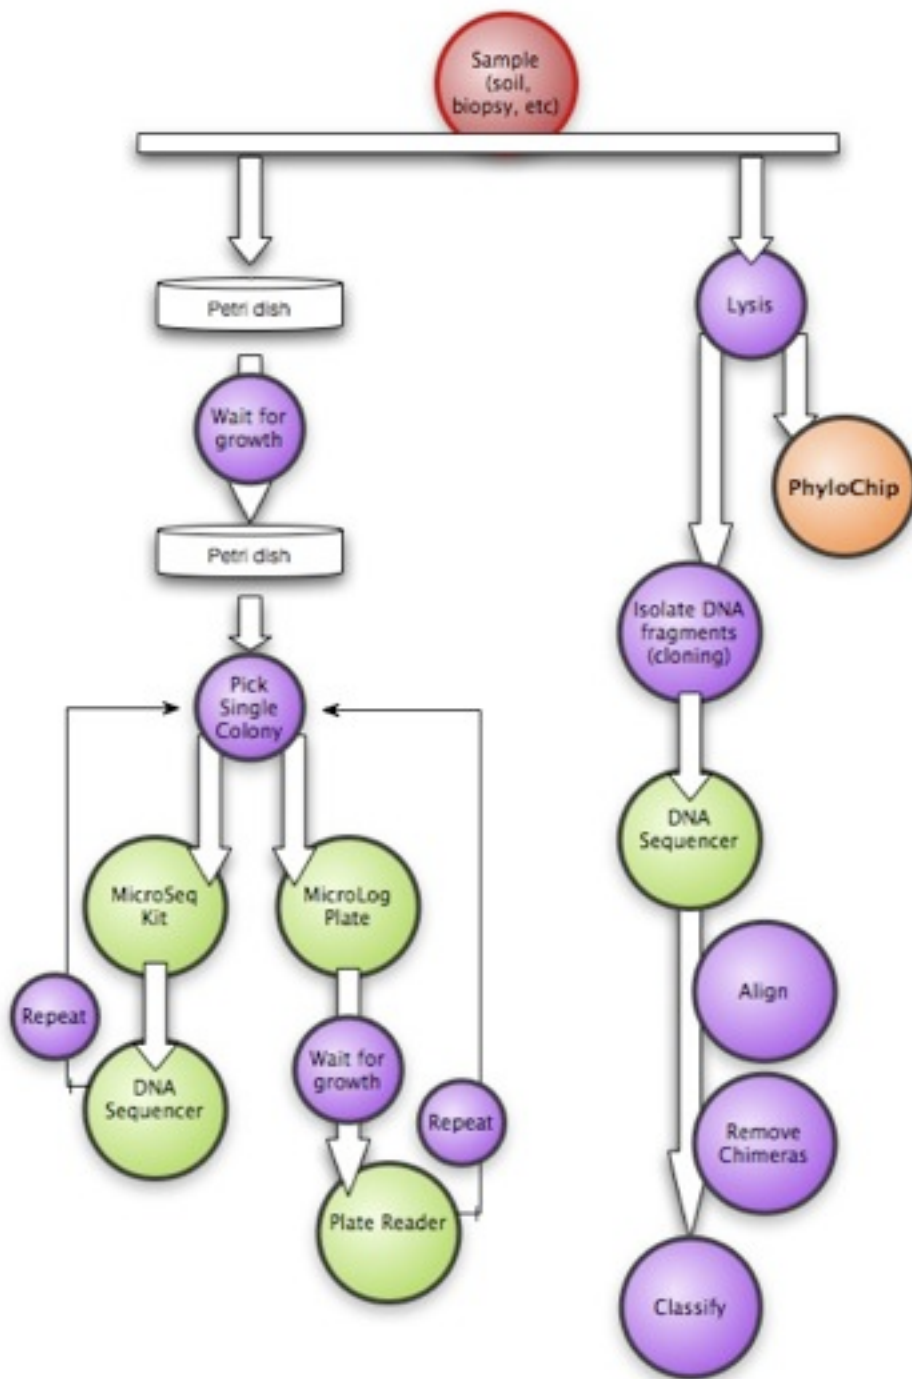 Sample
(soil,
biopsy, etc)
Petri dish
Lysis
Wait for
growth
PhyloChip
Petri dish
Isolate DNA
fragments
(cloning)
Pick
Single
Colony
DNA
Sequencer
MicroSeq
Kit
MicroLog
Plate
Align
Repeat
Wait for
growth
DNA
Sequencer
Repeat
Remove
Chimeras
Plate Reader
Classify